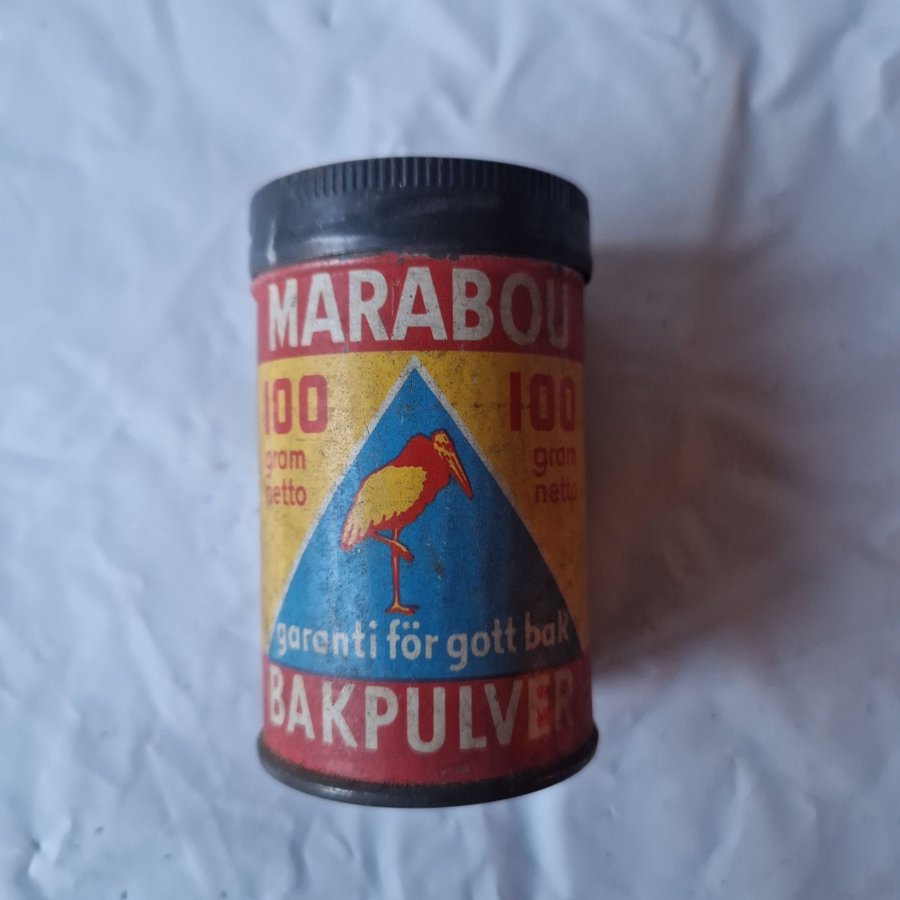 MARABOU
100 100
gram gram
netto netto
garanti för gott bak
BAKPULVER